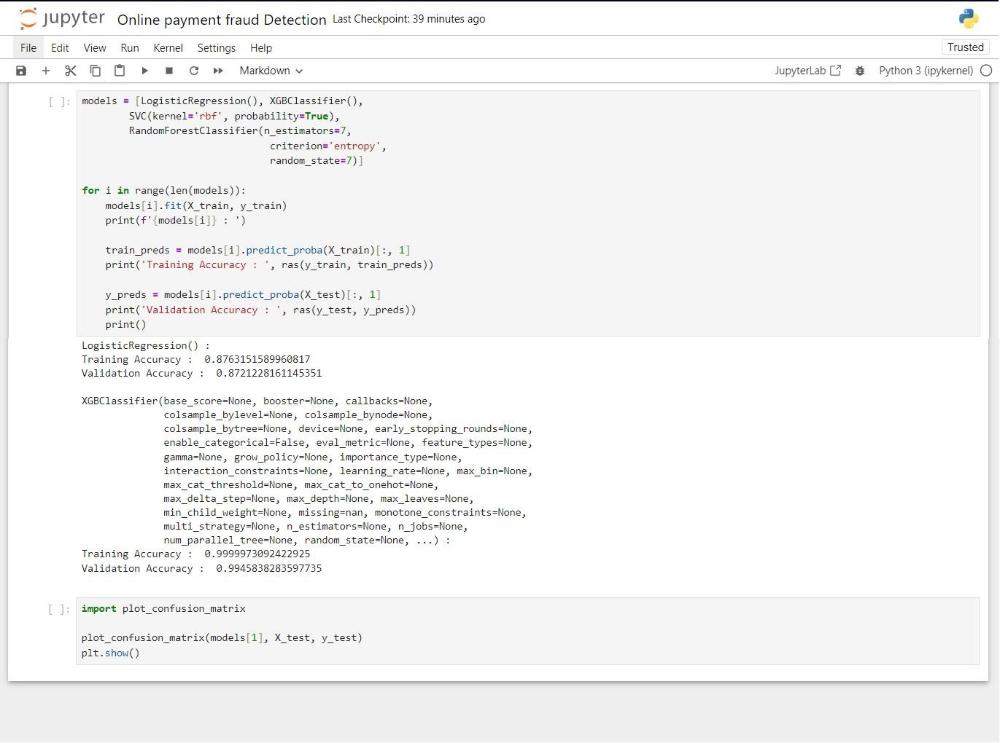 jupyter Online payment fraud Detection Last Checkpoint: 39 minutes ago
File Edit View Run Kernel Settings Help Trusted
Markdown JupyterLab Python 3 (ipykernel)
[ ]: models = [LogisticRegression(), XGBClassifier(),
        SVC(kernel='rbf', probability=True),
        RandomForestClassifier(n_estimators=7,
                                criterion='entropy',
                                random_state=7)]
for i in range(len(models)):
    models[i].fit(X_train, y_train)
    print(f'{models[i]} : ')
    train_preds = models[i].predict_proba(X_train)[:, 1]
    print('Training Accuracy : ', ras(y_train, train_preds))
    y_preds = models[i].predict_proba(X_test)[:, 1]
    print('Validation Accuracy : ', ras(y_test, y_preds))
    print()
LogisticRegression() :
Training Accuracy :  0.8763151589960817
Validation Accuracy :  0.8721228161145351
XGBClassifier(base_score=None, booster=None, callbacks=None,
              colsample_bylevel=None, colsample_bynode=None,
              colsample_bytree=None, device=None, early_stopping_rounds=None,
              enable_categorical=False, eval_metric=None, feature_types=None,
              gamma=None, grow_policy=None, importance_type=None,
              interaction_constraints=None, learning_rate=None, max_bin=None,
              max_cat_threshold=None, max_cat_to_onehot=None,
              max_delta_step=None, max_depth=None, max_leaves=None,
              min_child_weight=None, missing=nan, monotone_constraints=None,
              multi_strategy=None, n_estimators=None, n_jobs=None,
              num_parallel_tree=None, random_state=None, ...) :
Training Accuracy :  0.9999973092422925
Validation Accuracy :  0.9945838283597735
[ ]: import plot_confusion_matrix
plot_confusion_matrix(models[1], X_test, y_test)
plt.show()